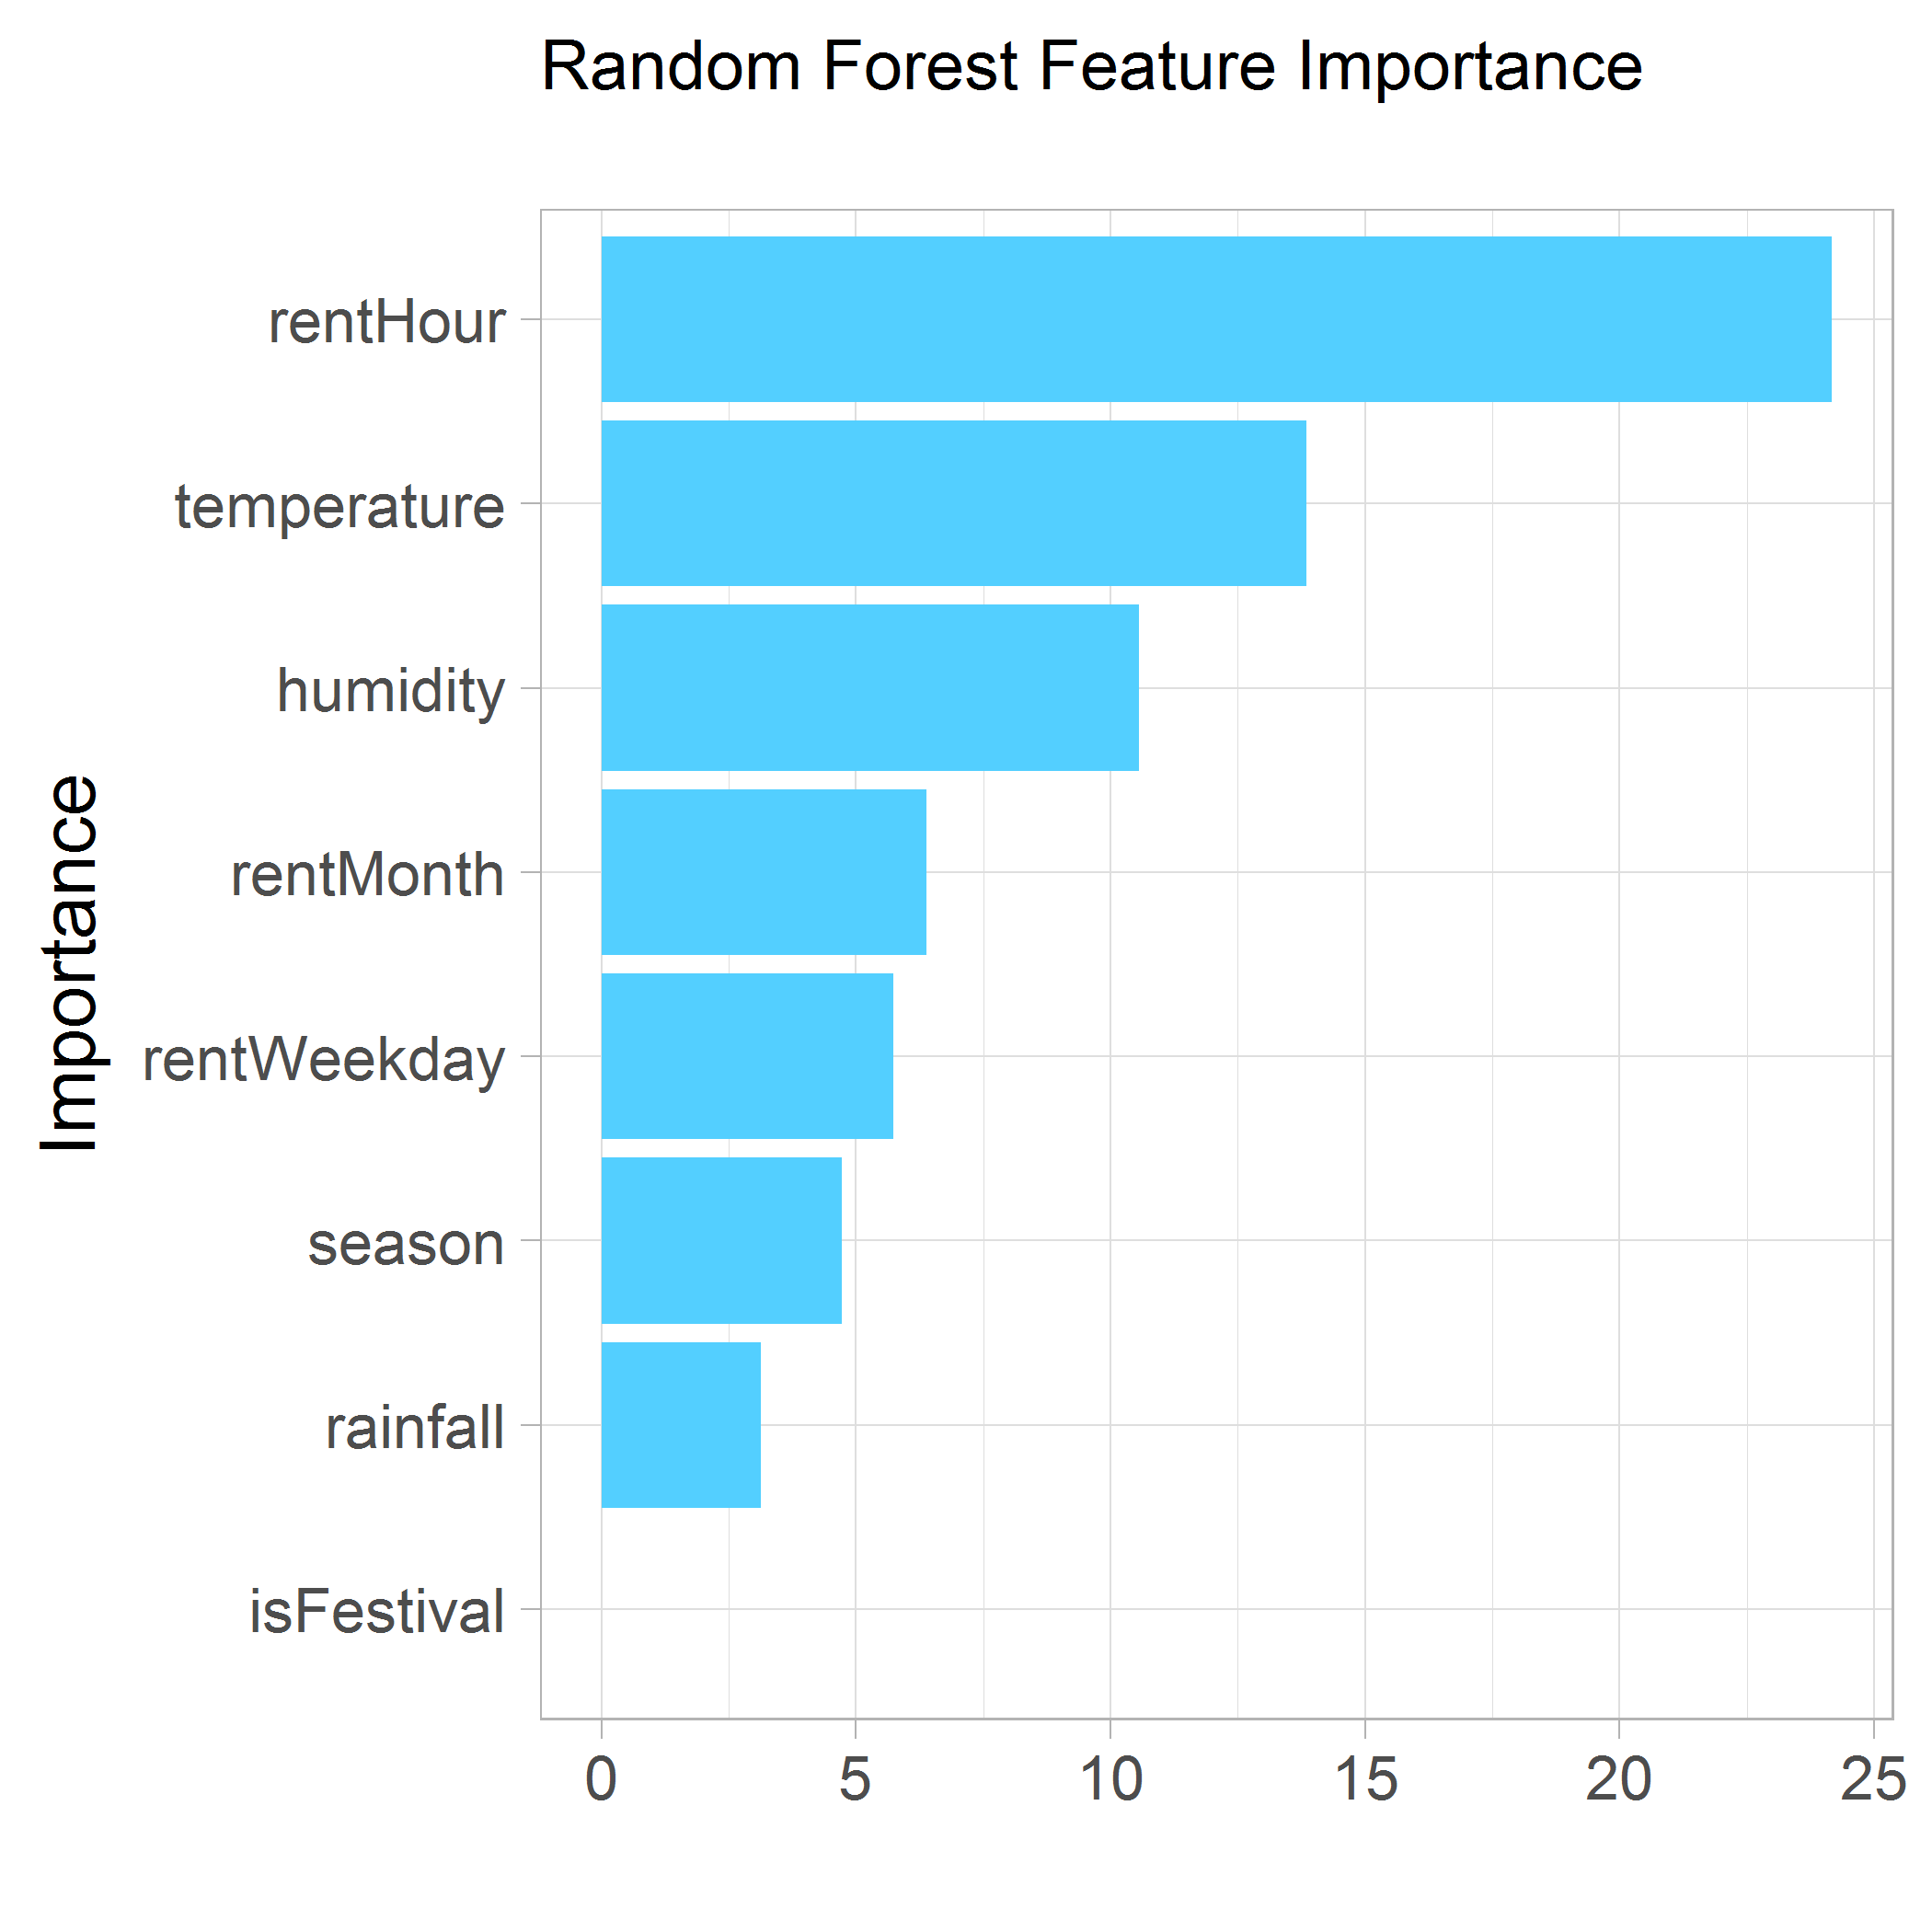 Random Forest Feature Importance
Importance
rentHour
temperature
humidity
rentMonth
rentWeekday
season
rainfall
isFestival
0 5 10 15 20 25